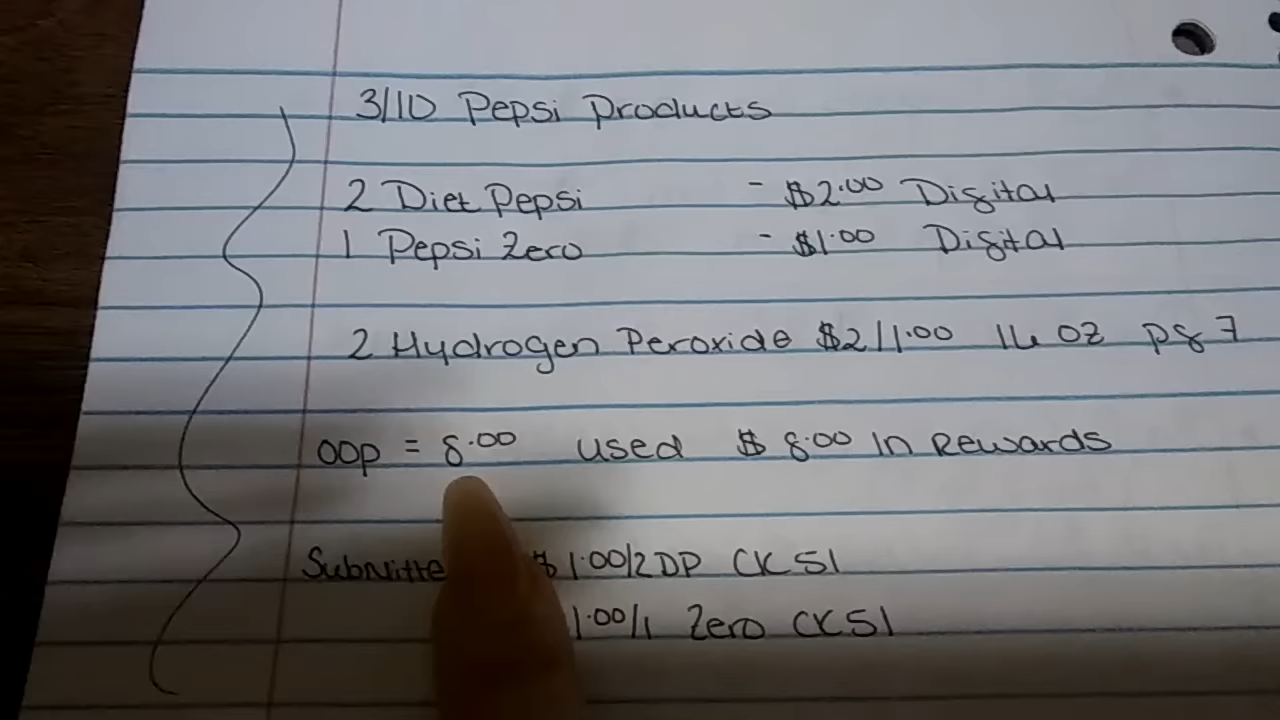 3/10 Pepsi Products
2 Diet Pepsi - $2.00 Digital
1 Pepsi Zero - $1.00 Digital
2 Hydrogen Peroxide $2/1.00 16 oz pg 7
OOP = 8.00 used $ 8.00 In Rewards
$1.00/2 DP CK51
1.00/1 Zero CK51